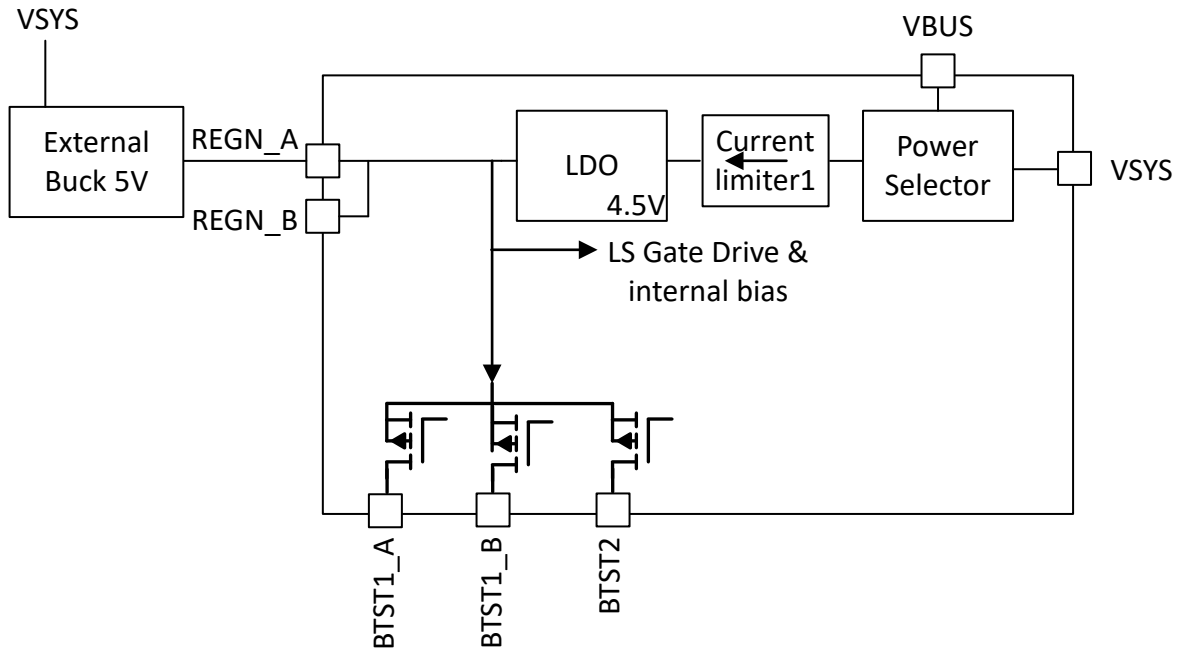 VSYS
VBUS
External
Buck 5V
REGN_A
REGN_B
LDO
4.5V
Current
limiter1
Power
Selector
VSYS
LS Gate Drive &
internal bias
BTST1_A
BTST1_B
BTST2